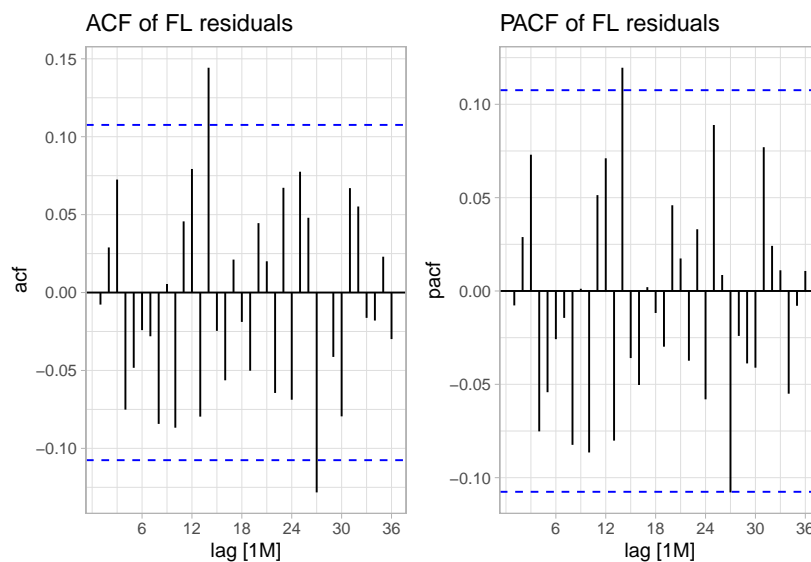 ACF of FL residuals
0.15
0.10
0.05
0.00
−0.05
−0.10
acf
6 12 18 24 30 36
lag [1M]
PACF of FL residuals
0.10
0.05
0.00
−0.05
−0.10
pacf
6 12 18 24 30 36
lag [1M]